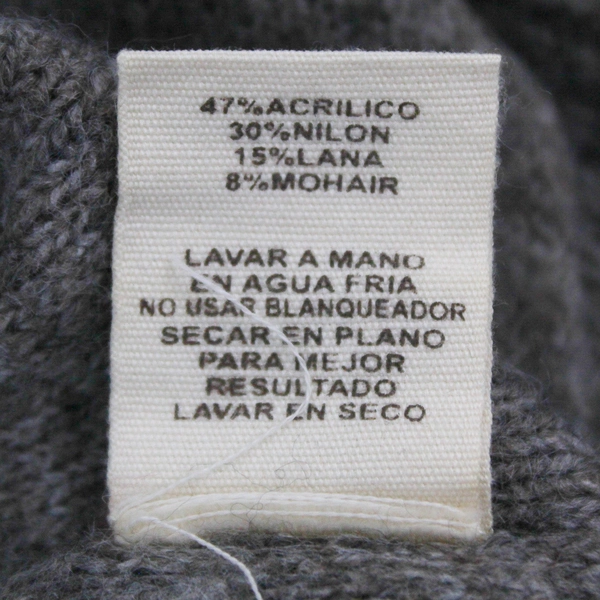 47%ACRILICO
30%NILON
15%LANA
8%MOHAIR
LAVAR A MANO
EN AGUA FRIA
NO USAR BLANQUEADOR
SECAR EN PLANO
PARA MEJOR
RESULTADO
LAVAR EN SECO